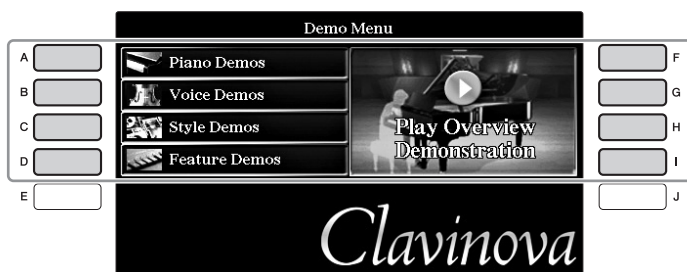 Demo Menu
A
Piano Demos
F
B
Voice Demos
G
C
Style Demos
Play Overview
H
D
Feature Demos
Demonstration
I
E
J
Clavinova